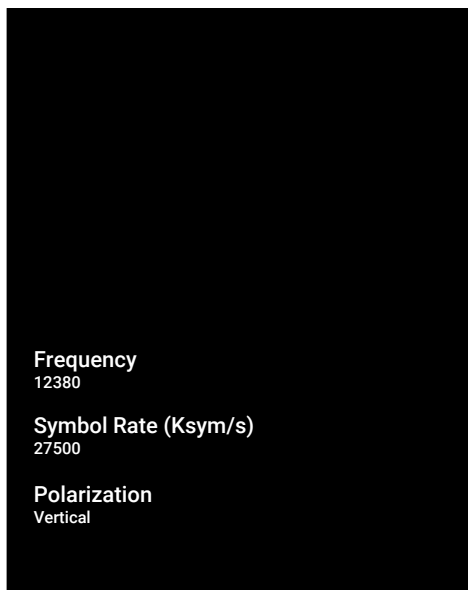 Frequency
12380
Symbol Rate (Ksym/s)
27500
Polarization
Vertical